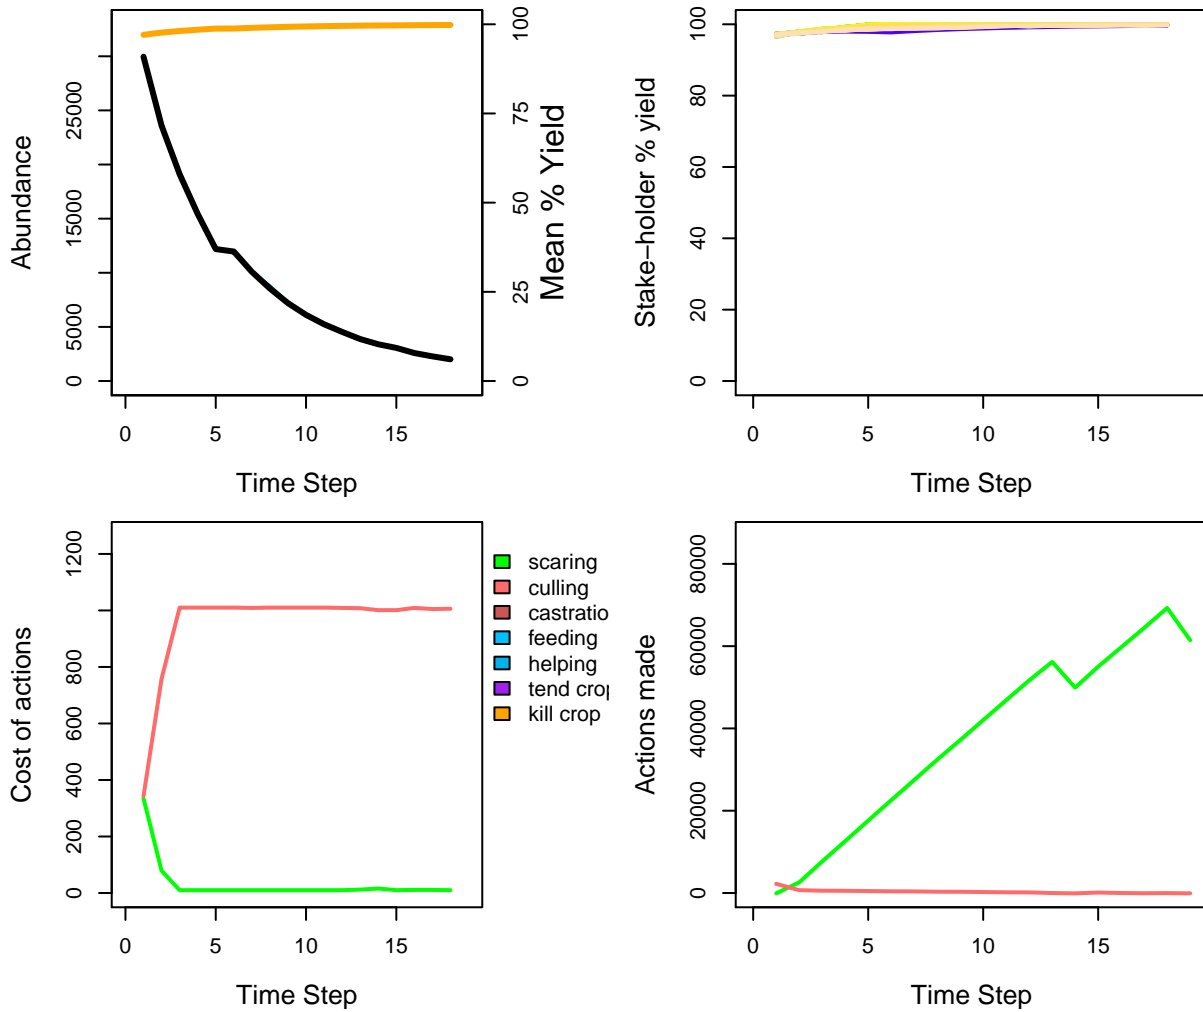 Abundance
0
5000
15000
25000
0
5
10
15
Time Step
0
25
50
75
100
Mean % Yield
Stake−holder % yield
0
20
40
60
80
100
0
5
10
15
Time Step
Cost of actions
0
200
400
600
800
1200
0
5
10
15
Time Step
scaring
culling
castratio
feeding
helping
tend crop
kill crop
Actions made
0
20000
40000
60000
80000
0
5
10
15
Time Step